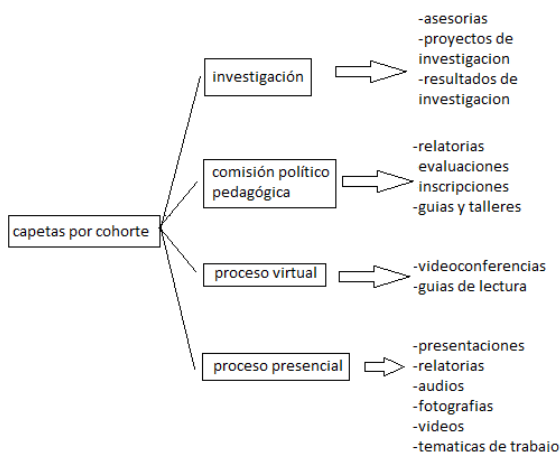 capetas por cohorte
investigación
-asesorias
-proyectos de
investigacion
-resultados de
investigacion
comisión político
pedagógica
-relatorias
evaluaciones
inscripciones
-guias y talleres
proceso virtual
-videoconferencias
-guias de lectura
proceso presencial
-presentaciones
-relatorias
-audios
-fotografias
-videos
-tematicas de trabajo